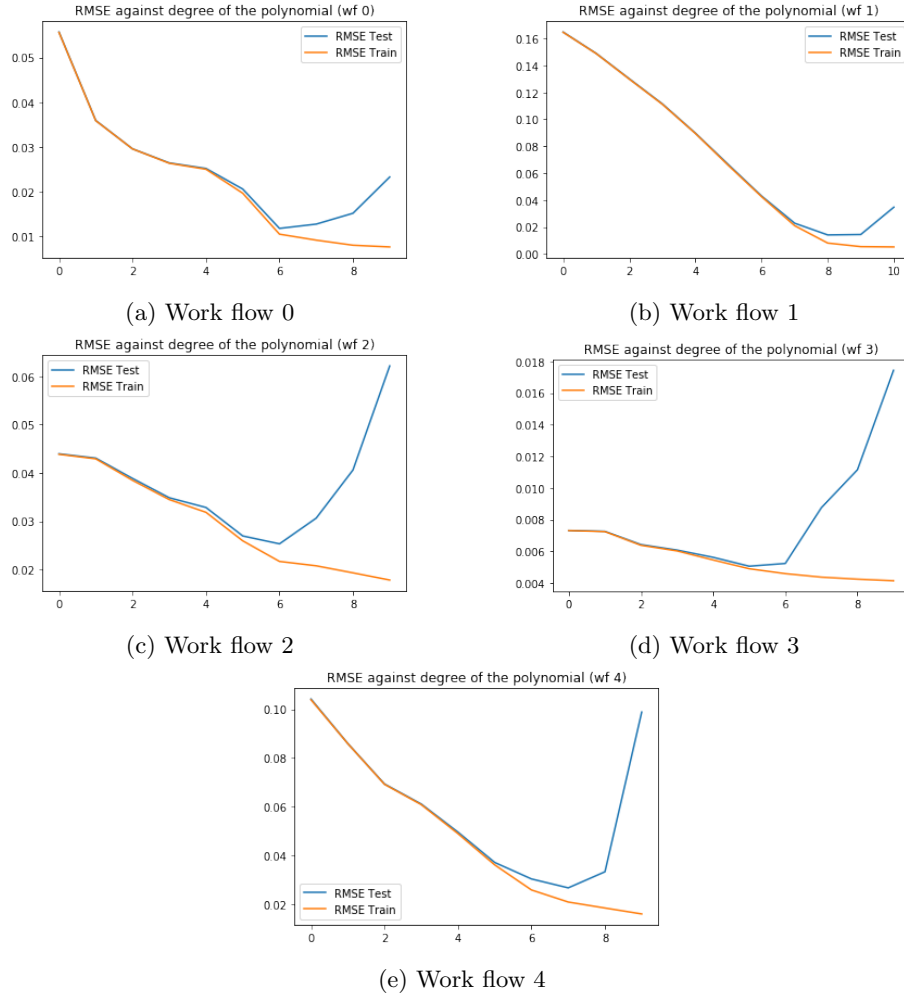 RMSE against degree of the polynomial (wf 0)
RMSE Test
RMSE Train
0.05
0.04
0.03
0.02
0.01
0 2 4 6 8
(a) Work flow 0
RMSE against degree of the polynomial (wf 1)
RMSE Test
RMSE Train
0.16
0.14
0.12
0.10
0.08
0.06
0.04
0.02
0.00
0 2 4 6 8 10
(b) Work flow 1
RMSE against degree of the polynomial (wf 2)
RMSE Test
RMSE Train
0.06
0.05
0.04
0.03
0.02
0 2 4 6 8
(c) Work flow 2
RMSE against degree of the polynomial (wf 3)
RMSE Test
RMSE Train
0.018
0.016
0.014
0.012
0.010
0.008
0.006
0.004
0 2 4 6 8
(d) Work flow 3
RMSE against degree of the polynomial (wf 4)
0.10
0.08
0.06
0.04
0.02
RMSE Test
RMSE Train
0 2 4 6 8
(e) Work flow 4